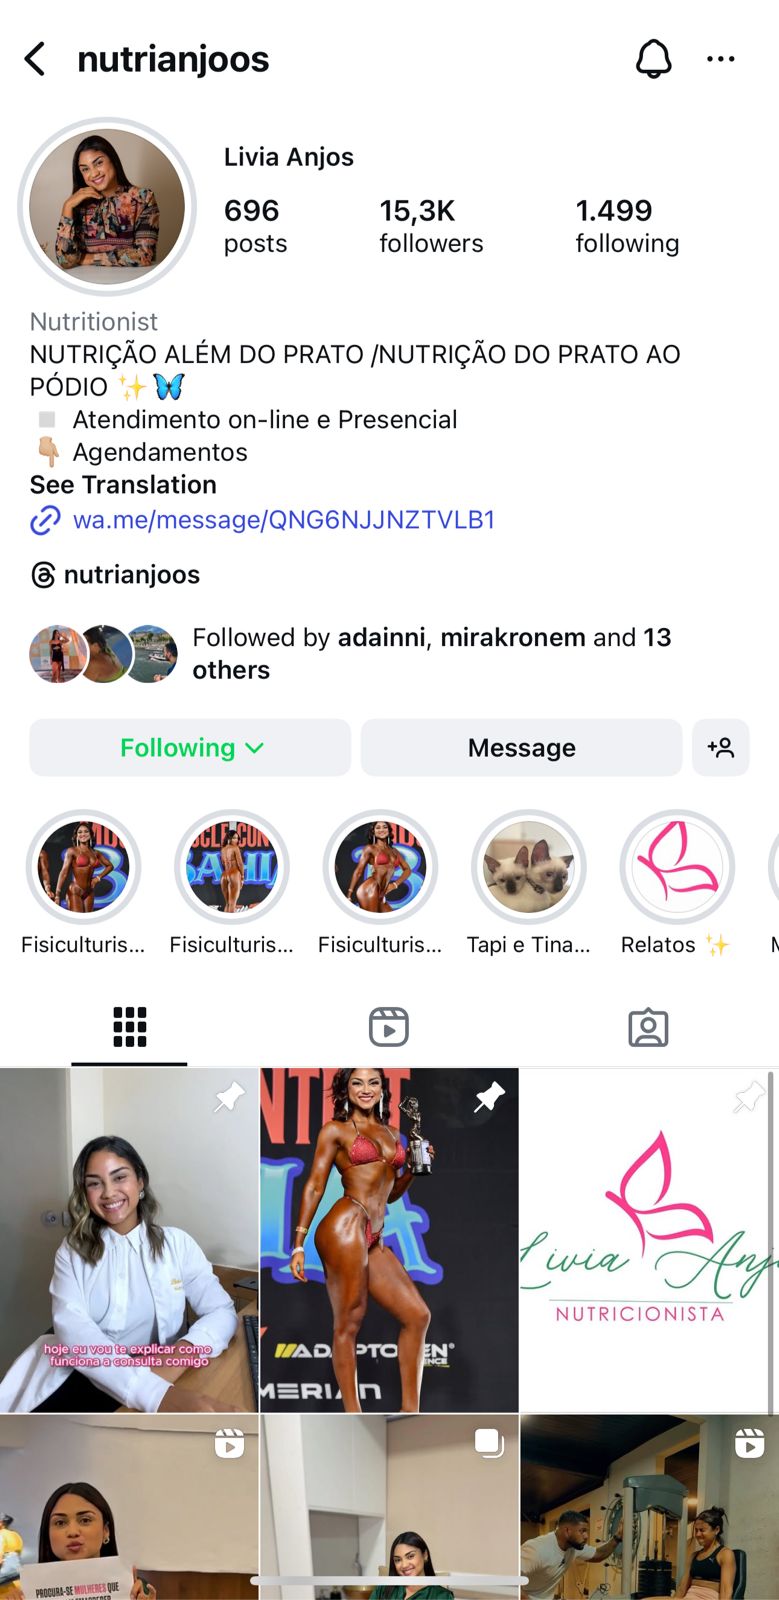 nutrianjoos
Livia Anjos
696
posts
15,3K
followers
1.499
following
Nutritionist
NUTRIÇÃO ALÉM DO PRATO /NUTRIÇÃO DO PRATO AO
PÓDIO ✨🦋
◽ Atendimento on-line e Presencial
👇🏼 Agendamentos
See Translation
wa.me/message/QNG6NJJNZTVLB1
nutrianjoos
Followed by adainni, mirakronem and 13
others
Following
Message
Fisiculturis...
Fisiculturis...
Fisiculturis...
Tapi e Tina...
Relatos ✨
hoje eu vou te explicar como
funciona a consulta comigo
Livia Anj
NUTRICIONISTA
PROCURA-SE MULHERES QUE